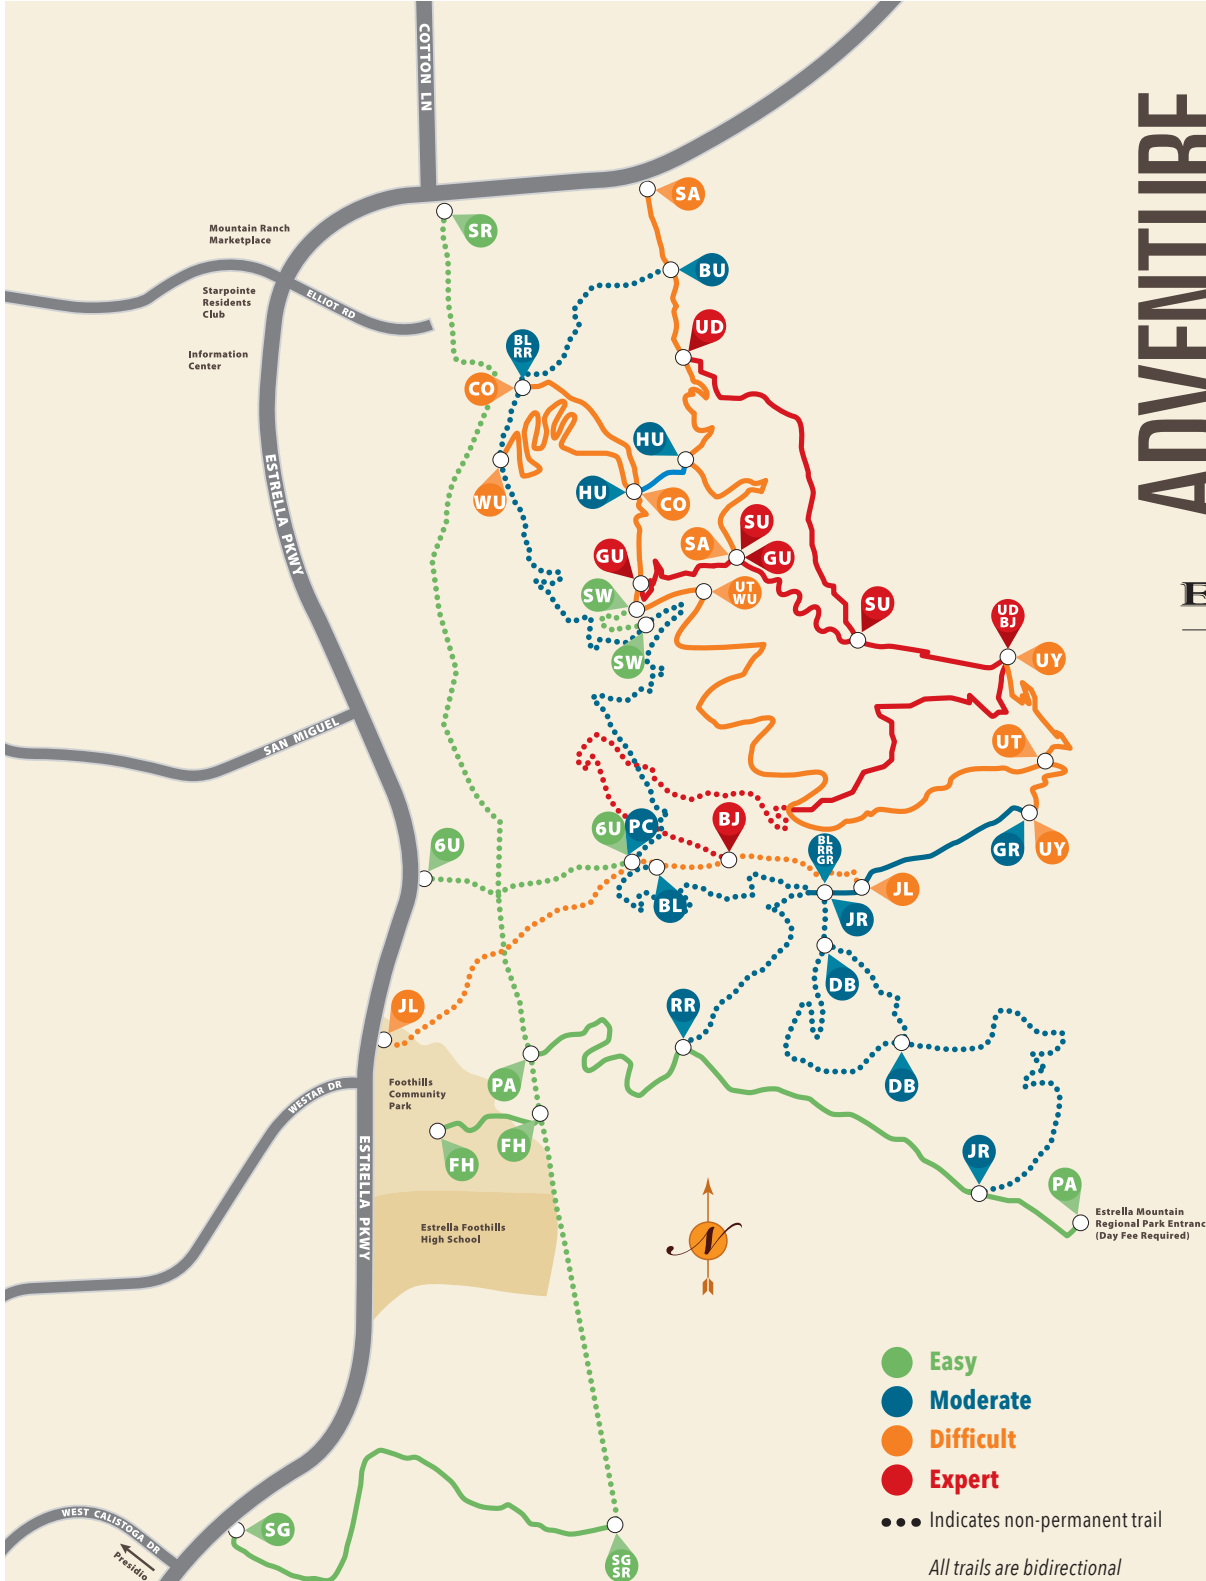 COTTON LN
ADVENTURE
SA
SR
Mountain Ranch
Marketplace
BU
Starpointe
Residents
Club
ELLIOT RD
UD
BL
RR
Information
Center
CO
HU
ESTRELLA PKWY
WU
HU
CO
SU
SA
GU
GU
UT
WU
SW
SU
UD
BJ
E
SW
UY
SAN MIGUEL
UT
6U
PC
BJ
6U
BL
RR
GR
GR
UY
JL
BL
JR
DB
JL
RR
PA
DB
Foothills
Community
Park
WESTAR DR
FH
FH
ESTRELLA PKWY
JR
PA
Estrella Mountain
Regional Park Entranc
(Day Fee Required)
Estrella Foothills
High School
N
Easy
Moderate
Difficult
Expert
Indicates non-permanent trail
All trails are bidirectional
WEST CALISTOGA DR
Presidio
SG
SG
SR